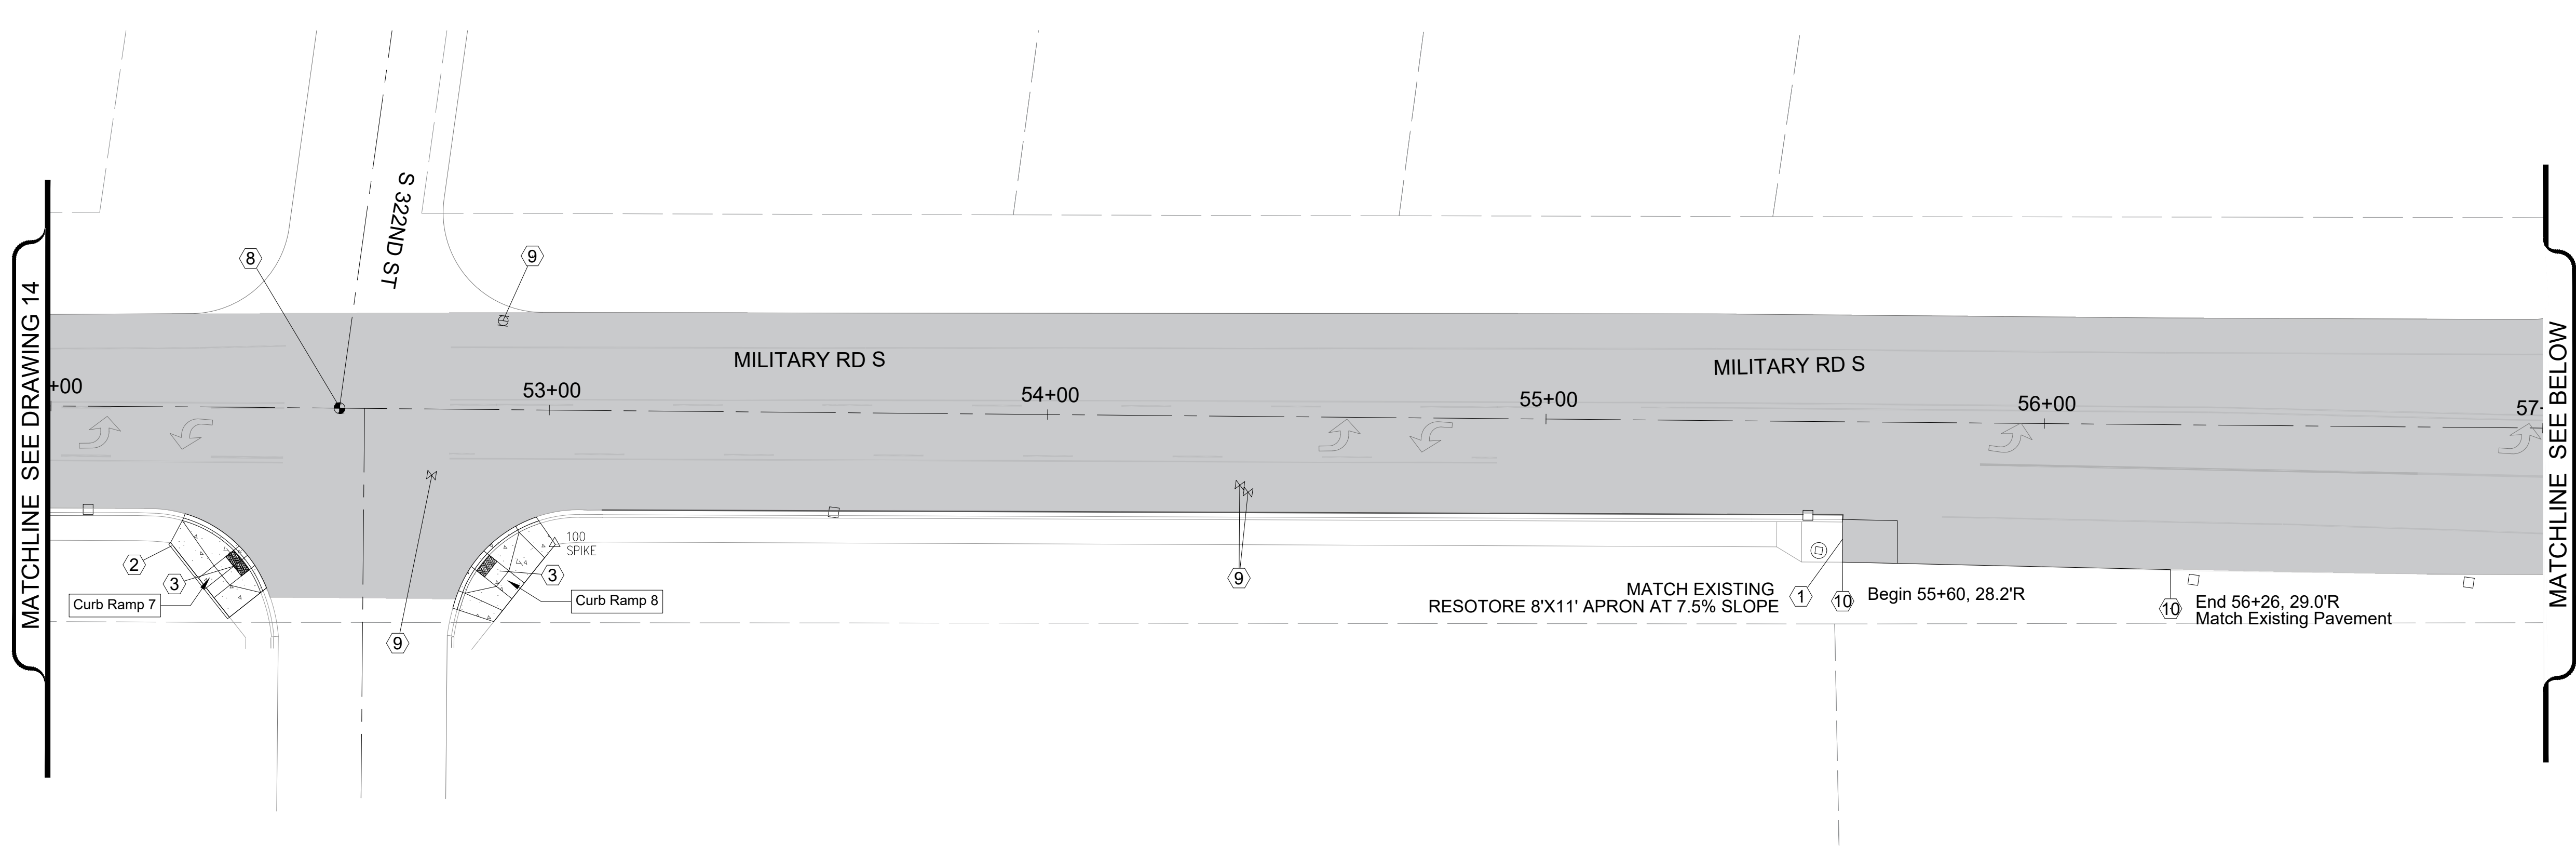 S 322ND ST
8
9
MATCHLINE  SEE DRAWING 14
MILITARY RD S
MILITARY RD S
+00
53+00
54+00
55+00
56+00
57+
MATCHLINE  SEE BELOW
100
SPIKE
2
3
3
Curb Ramp 7
Curb Ramp 8
9
9
MATCH EXISTING
RESOTORE 8'X11' APRON AT 7.5% SLOPE
1
10
Begin 55+60, 28.2'R
10
End 56+26, 29.0'R
Match Existing Pavement